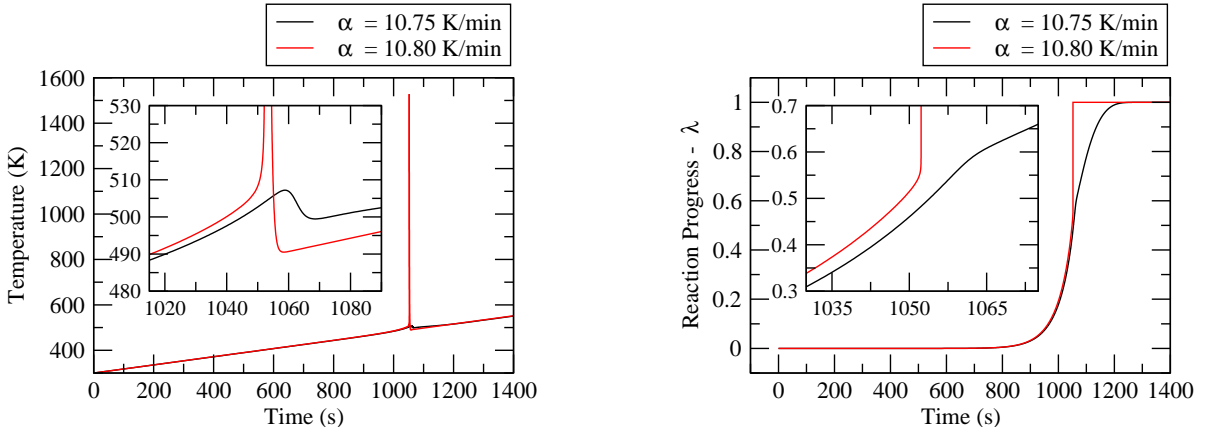 α = 10.75 K/min
α = 10.80 K/min
1600
1400
1200
1000
800
600
400
Temperature (K)
530
520
510
500
490
480
1020 1040 1060 1080
0 200 400 600 800 1000 1200 1400
Time (s)
α = 10.75 K/min
α = 10.80 K/min
1
0.8
0.6
0.4
0.2
0
Reaction Progress - λ
0.7
0.6
0.5
0.4
0.3
1035 1050 1065
0 200 400 600 800 1000 1200 1400
Time (s)